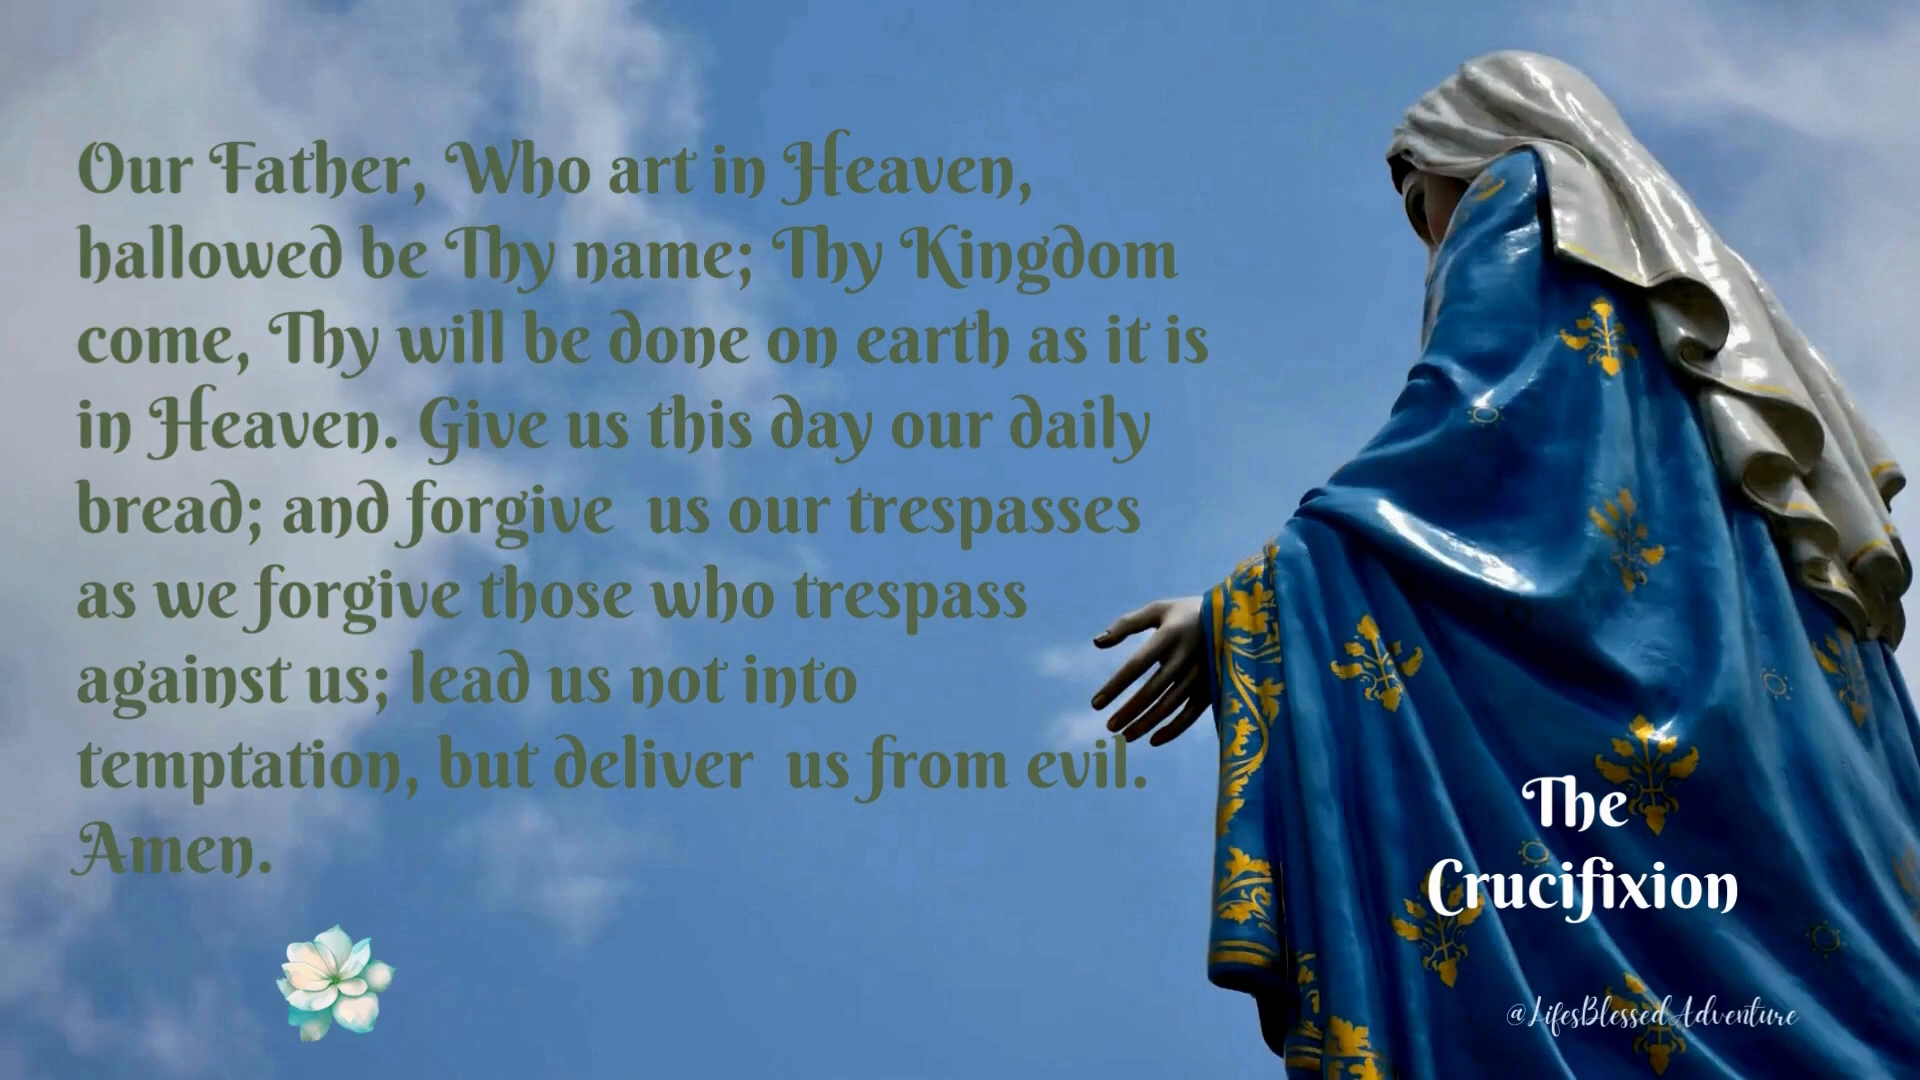 Our Father, Who art in Heaven,
hallowed be Thy name; Thy Kingdom
come, Thy will be done on earth as it is
in Heaven. Give us this day our daily
bread; and forgive  us our trespasses
as we forgive those who trespass
against us; lead us not into
temptation, but deliver  us from evil.
Amen.
The
Crucifixion
@LifesBlessedAdventure